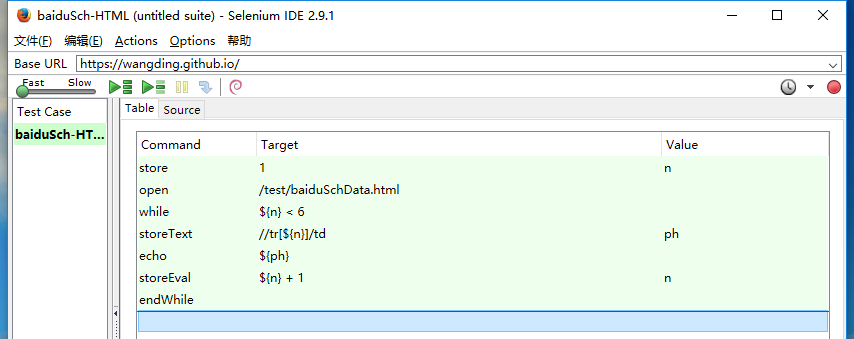 baiduSch-HTML (untitled suite) - Selenium IDE 2.9.1
文件(F) 编辑(E) Actions Options 帮助
Base URL https://wangding.github.io/
Fast Slow
Test Case
baiduSch-HT...
Table Source
Command Target Value
store 1 n
open /test/baiduSchData.html
while ${n} < 6
storeText //tr[${n}]/td ph
echo ${ph}
storeEval ${n} + 1 n
endWhile